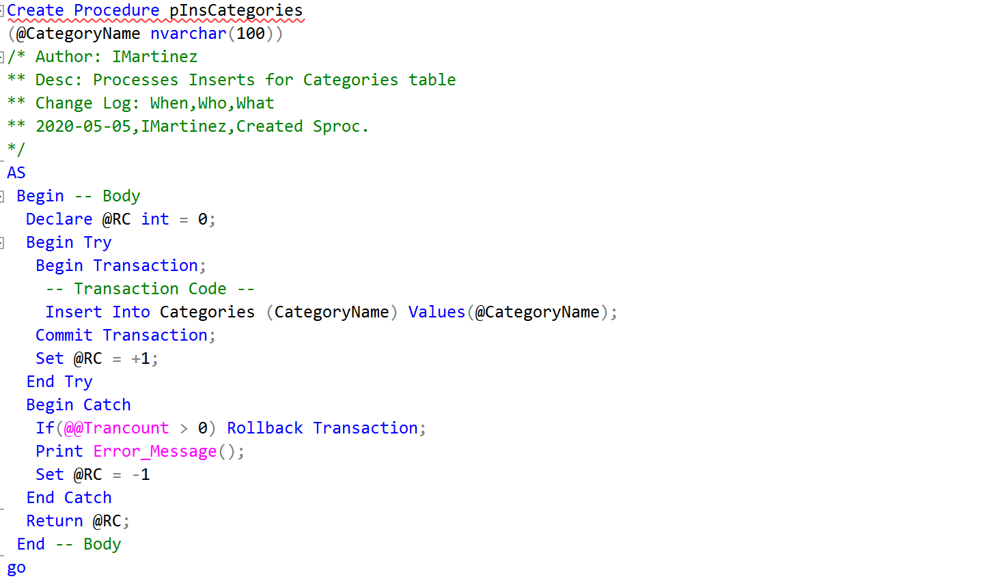 Create Procedure pInsCategories
(@CategoryName nvarchar(100))
/* Author: IMartinez
** Desc: Processes Inserts for Categories table
** Change Log: When,Who,What
** 2020-05-05,IMartinez,Created Sproc.
*/
AS
Begin -- Body
Declare @RC int = 0;
Begin Try
Begin Transaction;
-- Transaction Code --
Insert Into Categories (CategoryName) Values(@CategoryName);
Commit Transaction;
Set @RC = +1;
End Try
Begin Catch
If(@@Trancount > 0) Rollback Transaction;
Print Error_Message();
Set @RC = -1
End Catch
Return @RC;
End -- Body
go